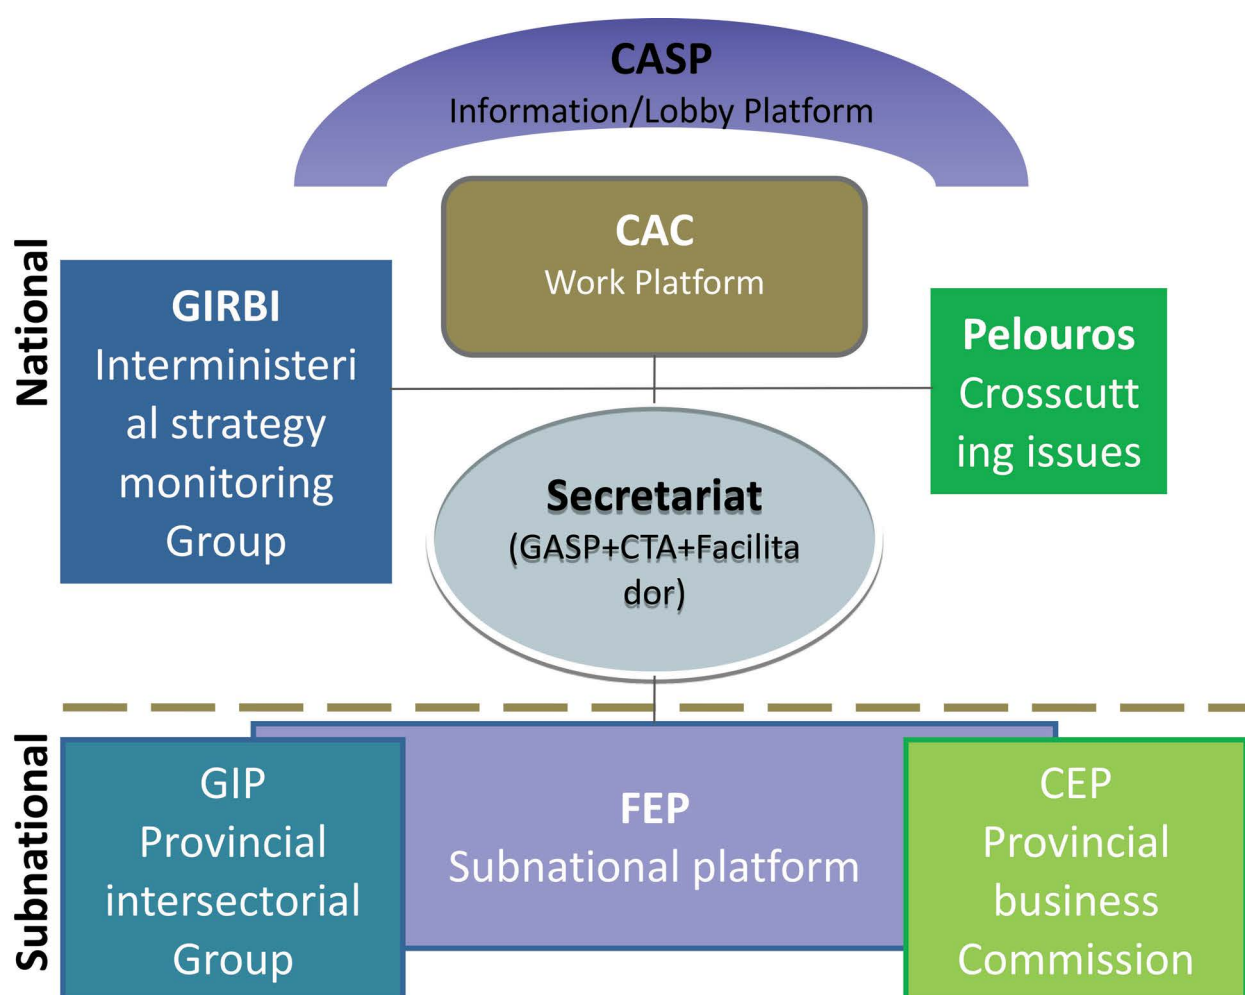 CASP
Information/Lobby Platform
National
CAC
Work Platform
GIRBI
Interministeri
al strategy
monitoring
Group
Pelouros
Crosscutt
ing issues
Secretariat
(GASP+CTA+Facilita
dor)
Subnational
GIP
Provincial
intersectorial
Group
FEP
Subnational platform
CEP
Provincial
business
Commission